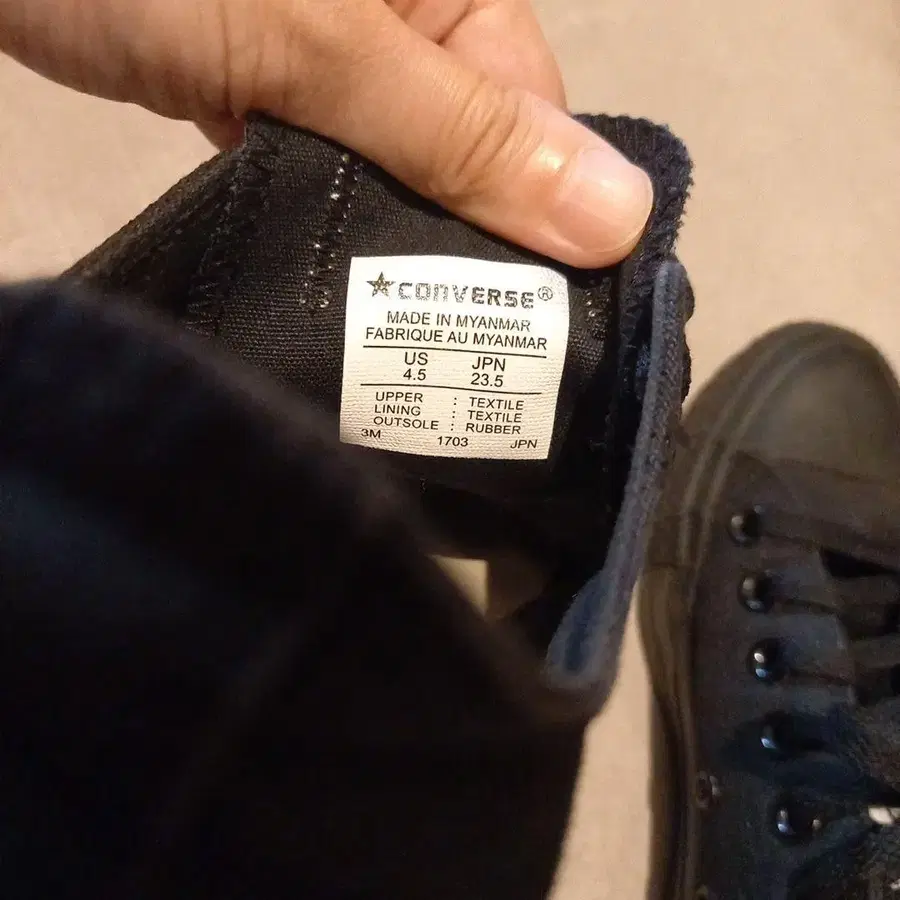 CONVERSE®
MADE IN MYANMAR
FABRIQUE AU MYANMAR
US JPN
4.5 23.5
UPPER : TEXTILE
LINING : TEXTILE
OUTSOLE : RUBBER
3M 1703 JPN